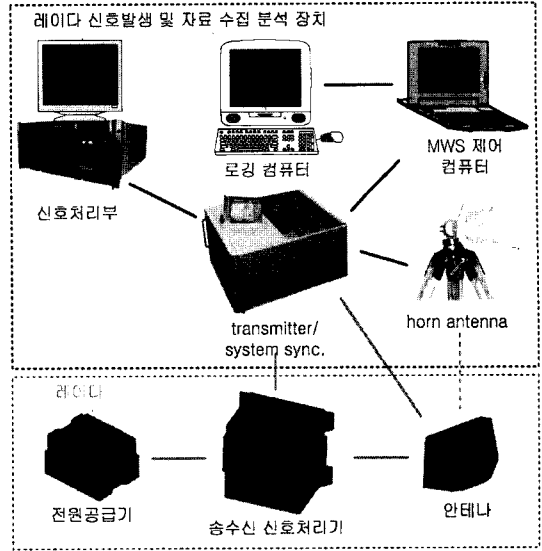 레이다 신호발생 및 자료 수집 분석 장치
신호처리부
로깅 컴퓨터
MWS 제어
컴퓨터
transmitter/
system sync.
horn antenna
레이다
전원공급기
송수신 신호처리기
안테나